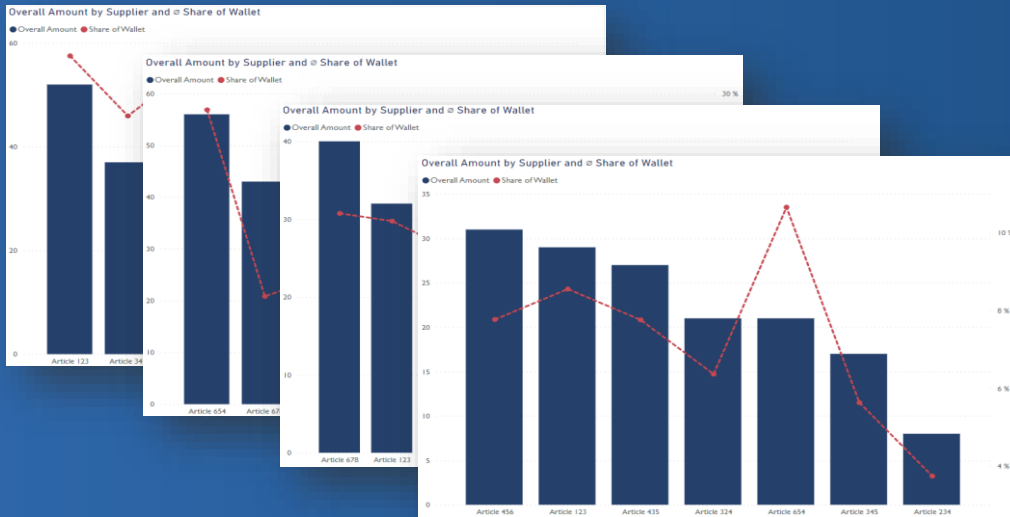 Overall Amount by Supplier and ⌀ Share of Wallet
Overall Amount Share of Wallet
60
40
20
0
Article 123
Overall Amount by Supplier and ⌀ Share of Wallet
Overall Amount Share of Wallet
60
30 %
50
40
30
20
10
0
Article 654
Overall Amount by Supplier and ⌀ Share of Wallet
Overall Amount Share of Wallet
40
30
20
10
0
Article 678 Article 123
Overall Amount by Supplier and ⌀ Share of Wallet
Overall Amount Share of Wallet
35
30
25
20
15
10
5
0
10 %
8 %
6 %
4 %
Article 456 Article 123 Article 435 Article 324 Article 654 Article 345 Article 234